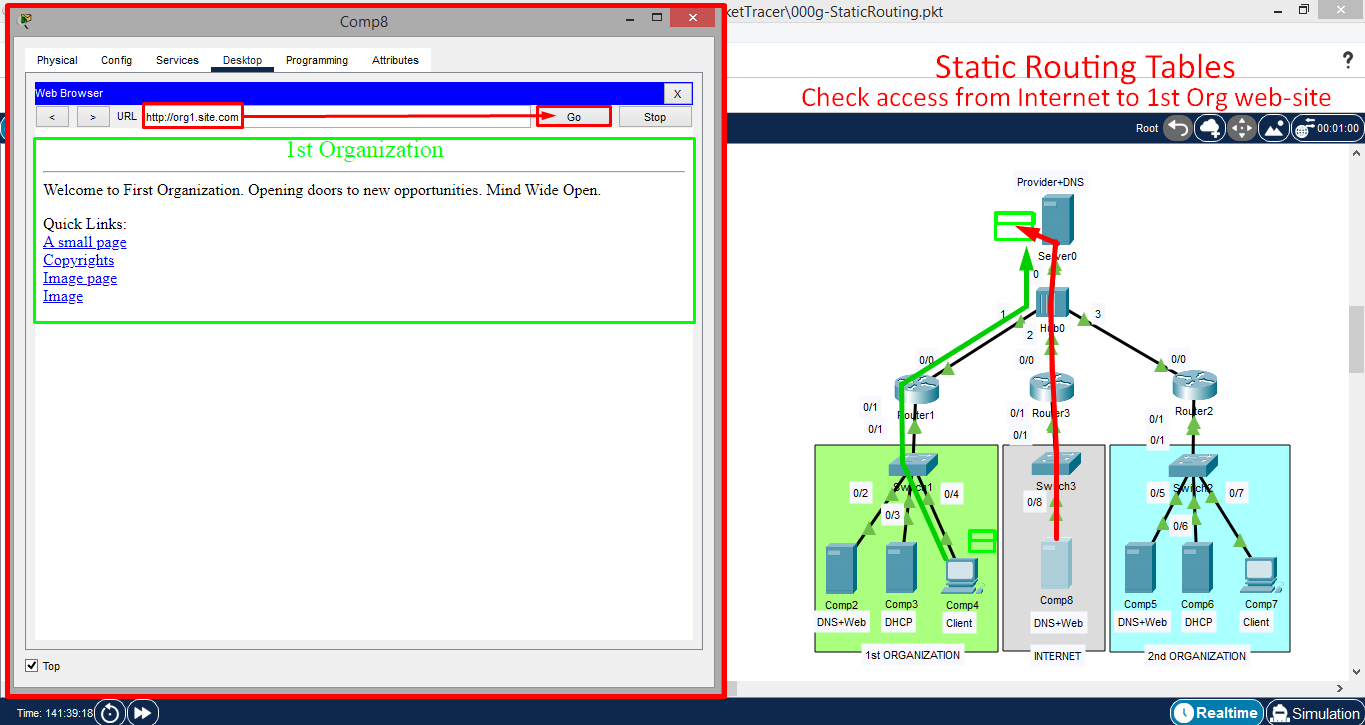 Comp8
ketTracer\000g-StaticRouting.pkt
Physical Config Services Desktop Programming Attributes
Web Browser X
< > URL http://org1.site.com Go Stop
1st Organization
Welcome to First Organization. Opening doors to new opportunities. Mind Wide Open.
Quick Links:
A small page
Copyrights
Image page
Image
Top
Time: 141:39:18
?
Static Routing Tables
Check access from Internet to 1st Org web-site
Root 00:01:00
Provider+DNS
Server0
0
1 2 3
Hub0
0/0 0/0 0/0
Router1 Router3 Router2
0/1 0/1 0/1
0/1 0/1 0/1
Switch1 Switch3 Switch2
0/2 0/3 0/4 0/8 0/5 0/6 0/7
Comp2 Comp3 Comp4 Comp8 Comp5 Comp6 Comp7
DNS+Web DHCP Client DNS+Web DNS+Web DHCP Client
1st ORGANIZATION INTERNET 2nd ORGANIZATION
Realtime Simulation